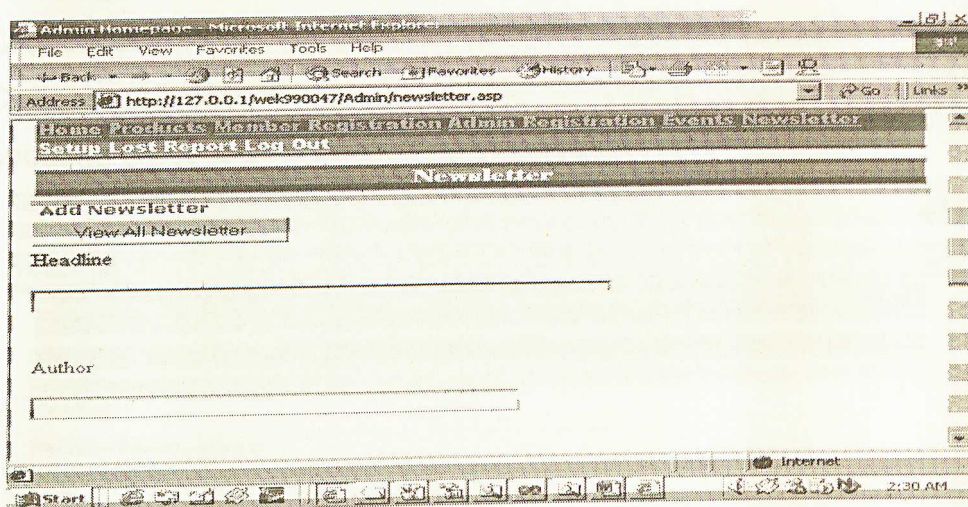 Admin Homepage - Microsoft Internet Explorer
File Edit View Favorites Tools Help
Back Search Favorites History
Address http://127.0.0.1/wek990047/Admin/newsletter.asp Go Links »
Home Products Member Registration Admin Registration Events Newsletter
Setup Lost Report Log Out
Newsletter
Add Newsletter
View All Newsletter
Headline
Author
Internet
Start 2:30 AM